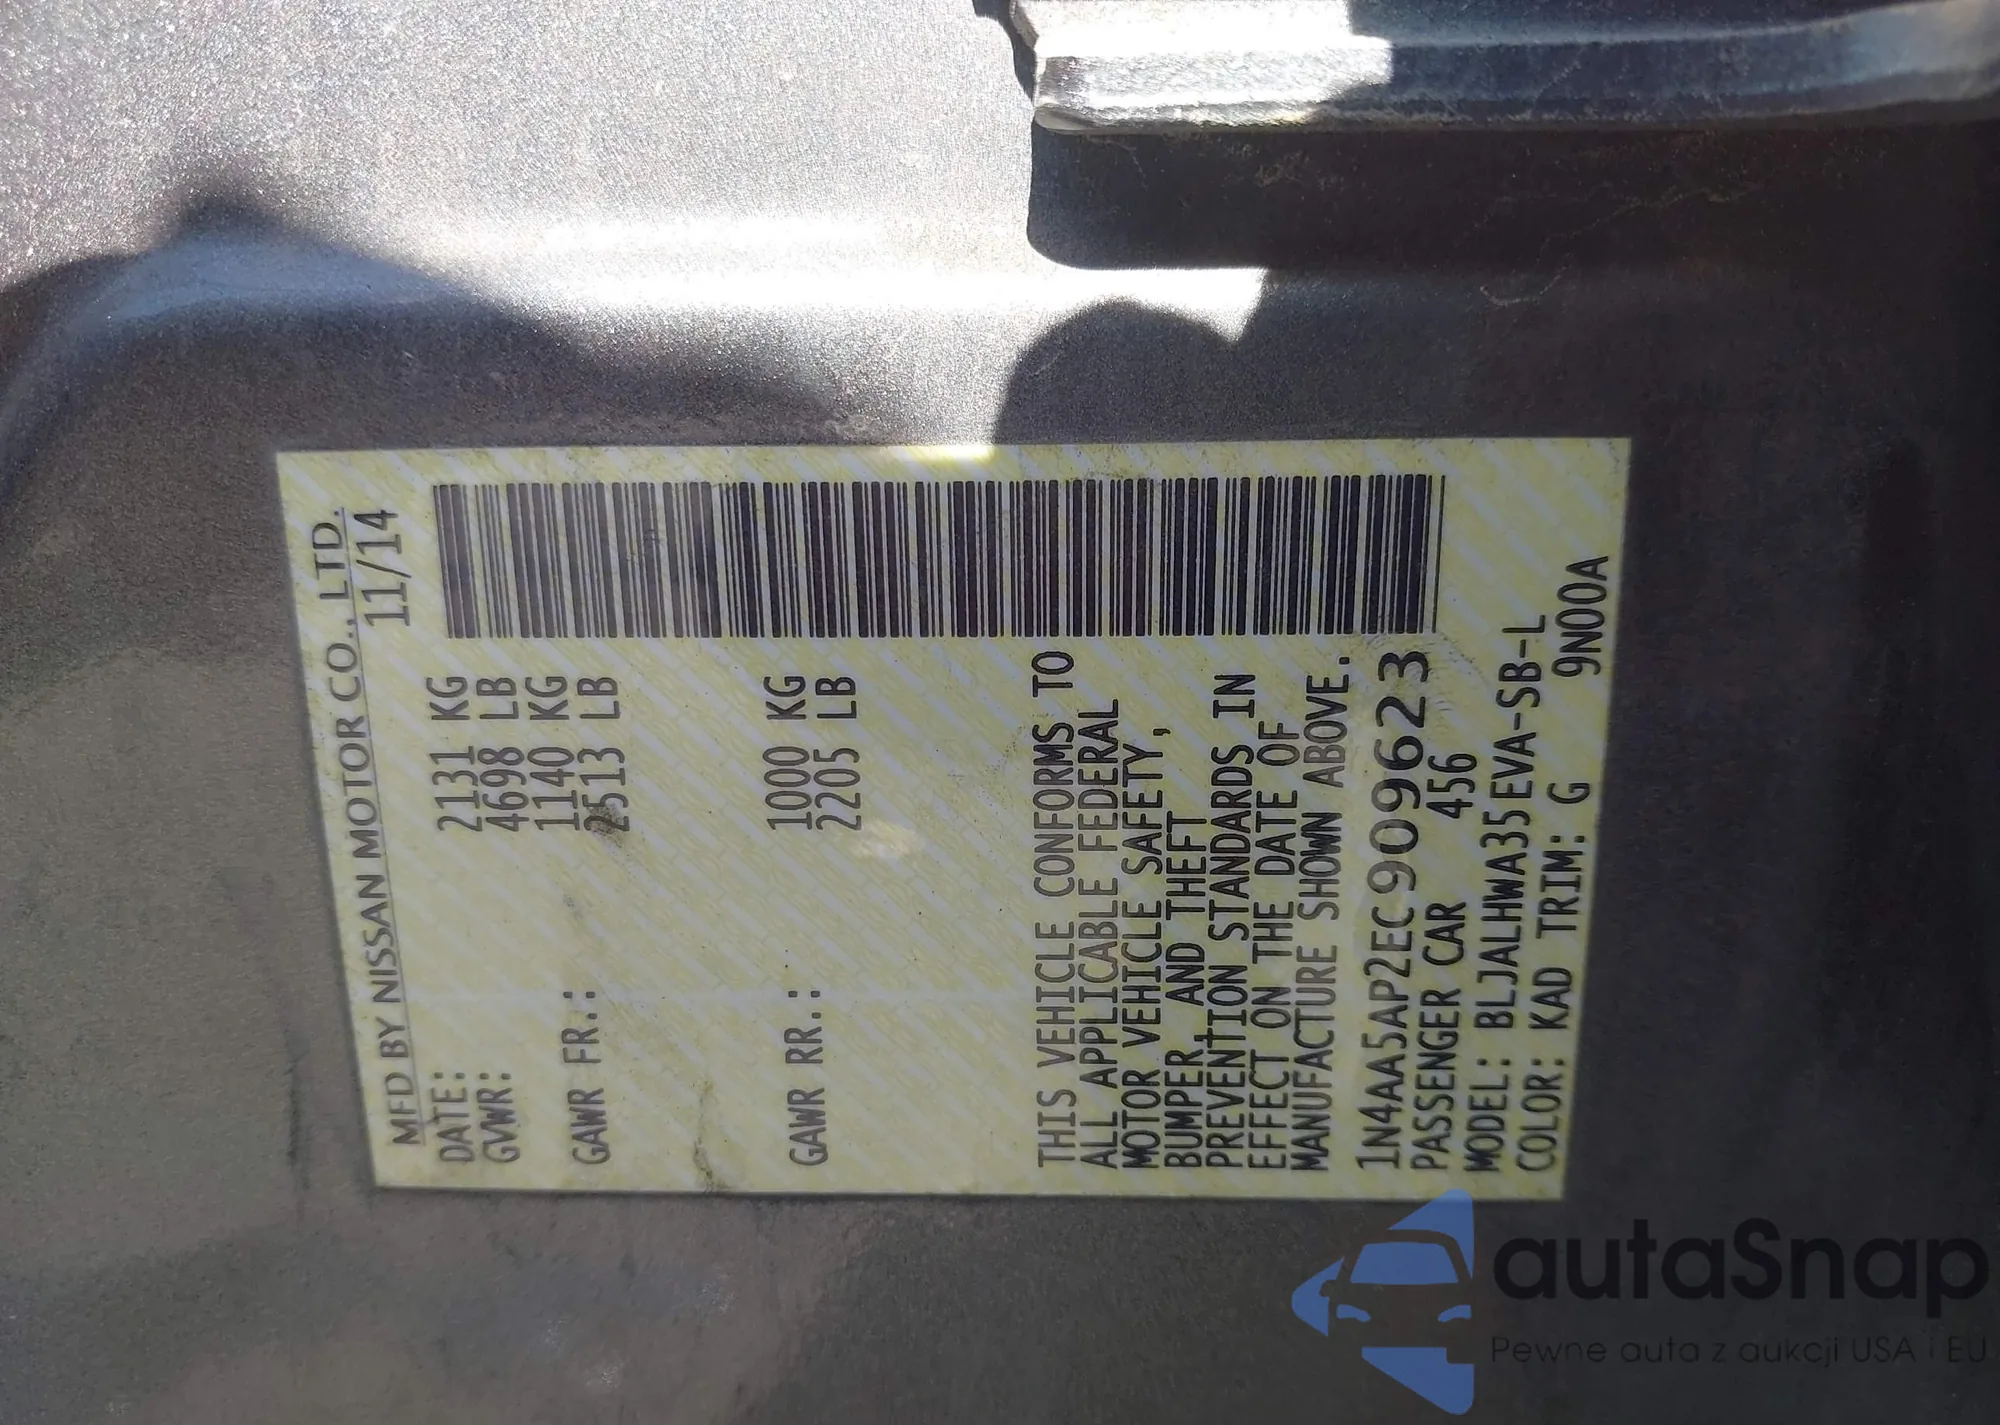 MFD BY NISSAN MOTOR CO., LTD.
DATE: 11/14
GVWR: 2131 KG
4698 LB
GAWR FR.: 1140 KG
2513 LB
GAWR RR.: 1000 KG
2205 LB
THIS VEHICLE CONFORMS TO
ALL APPLICABLE FEDERAL
MOTOR VEHICLE SAFETY,
BUMPER, AND THEFT
PREVENTION STANDARDS IN
EFFECT ON THE DATE OF
MANUFACTURE SHOWN ABOVE.
1N4AA5AP2EC909623
PASSENGER CAR 456
MODEL: BLJALHWA35EVA-SB-L
COLOR: KAD TRIM: G 9N00A
autaSnap
Pewne auta z aukcji USA i EU